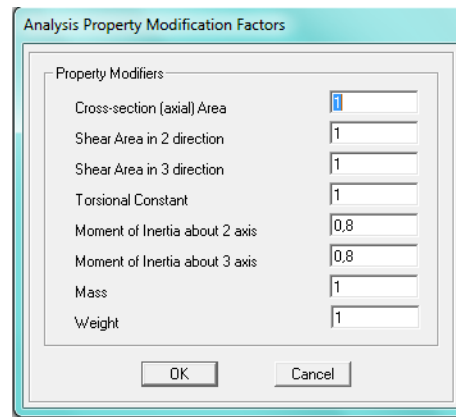 Analysis Property Modification Factors
Property Modifiers
Cross-section (axial) Area 1
Shear Area in 2 direction 1
Shear Area in 3 direction 1
Torsional Constant 1
Moment of Inertia about 2 axis 0,8
Moment of Inertia about 3 axis 0,8
Mass 1
Weight 1
OK Cancel